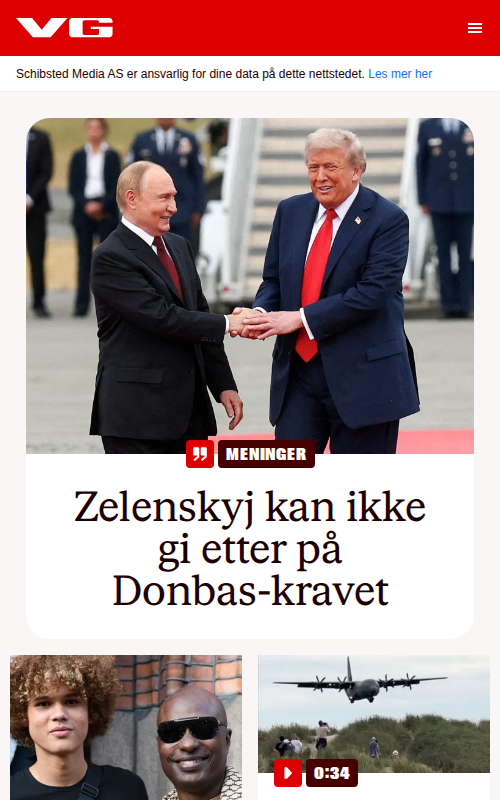 VG
Schibsted Media AS er ansvarlig for dine data på dette nettstedet. Les mer her
MENINGER
Zelenskyj kan ikke
gi etter på
Donbas-kravet
0:34